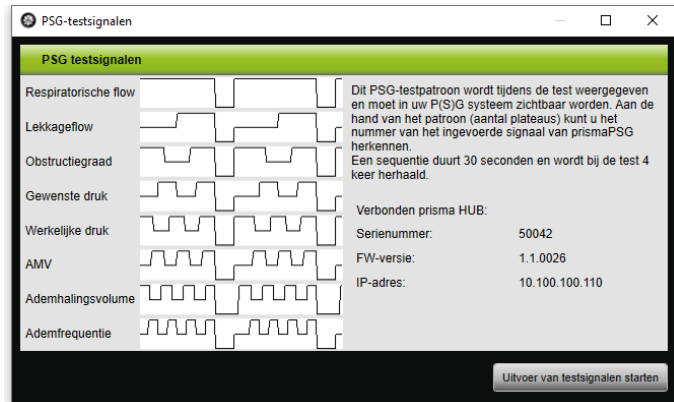 PSG-testsignalen
PSG testsignalen
Respiratorische flow
Lekkageflow
Obstructiegraad
Gewenste druk
Werkelijke druk
AMV
Ademhalingsvolume
Ademfrequentie
Dit PSG-testpatroon wordt tijdens de test weergegeven
en moet in uw P(S)G systeem zichtbaar worden. Aan de
hand van het patroon (aantal plateaus) kunt u het
nummer van het ingevoerde signaal van prismaPSG
herkennen.
Een sequentie duurt 30 seconden en wordt bij de test 4
keer herhaald.
Verbonden prisma HUB:
Serienummer: 50042
FW-versie: 1.1.0026
IP-adres: 10.100.100.110
Uitvoer van testsignalen starten